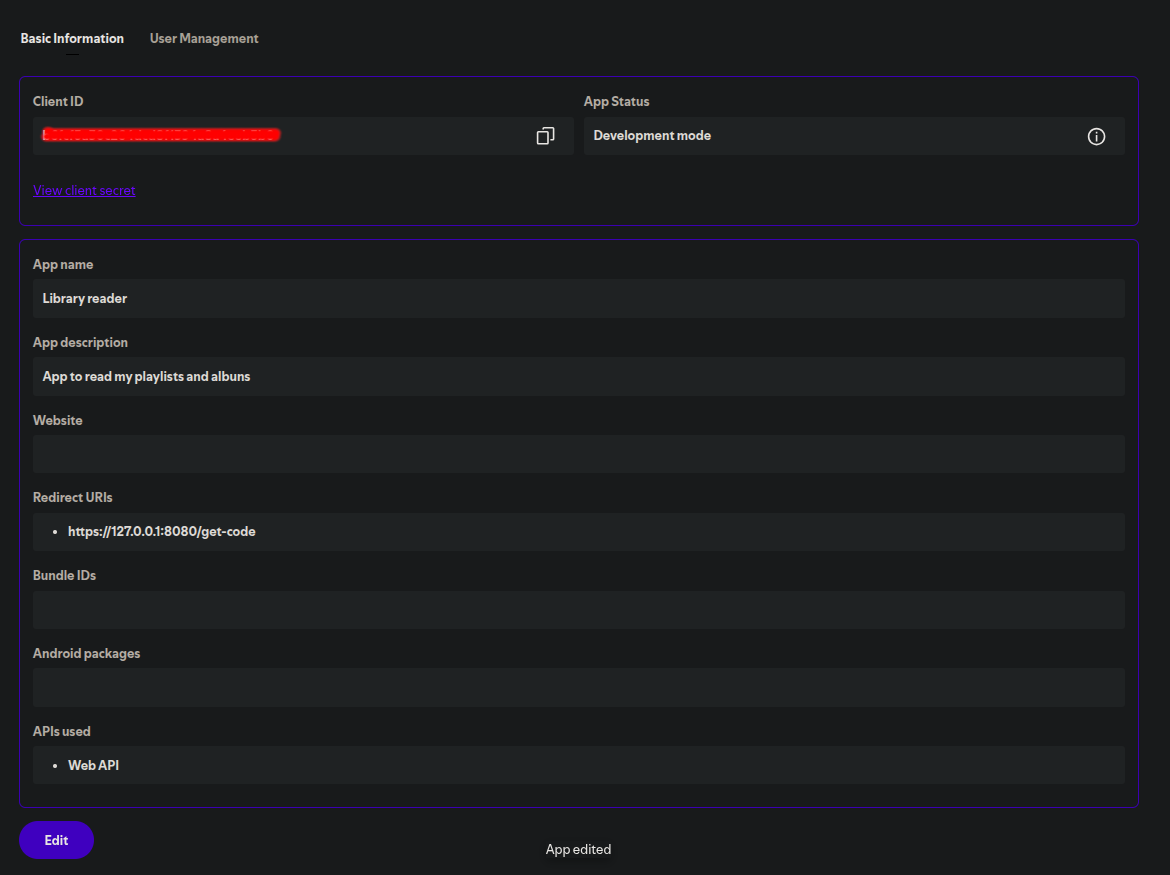 Basic Information User Management
Client ID App Status
Development mode
View client secret
App name
Library reader
App description
App to read my playlists and albuns
Website
Redirect URIs
• https://127.0.0.1:8080/get-code
Bundle IDs
Android packages
APIs used
• Web API
Edit
App edited